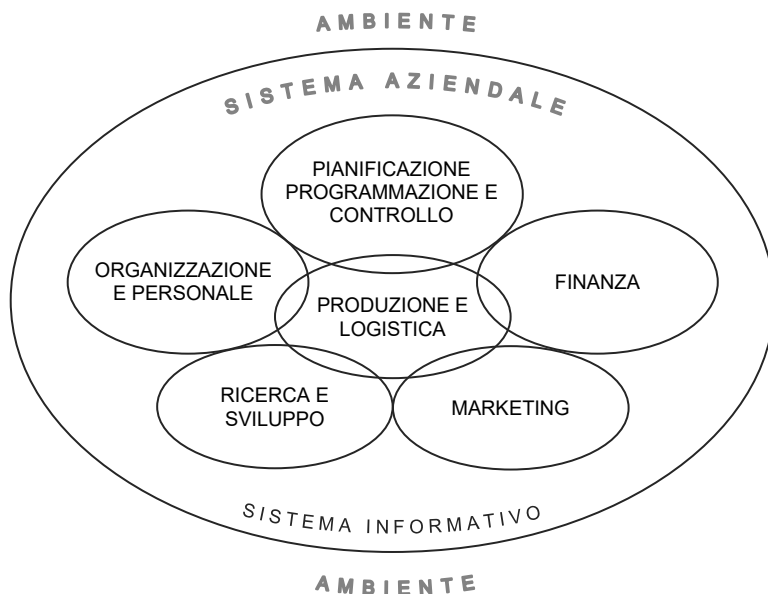 AMBIENTE
SISTEMA AZIENDALE
PIANIFICAZIONE
PROGRAMMAZIONE E
CONTROLLO
ORGANIZZAZIONE
E PERSONALE
FINANZA
PRODUZIONE E
LOGISTICA
RICERCA E
SVILUPPO
MARKETING
SISTEMA INFORMATIVO
AMBIENTE